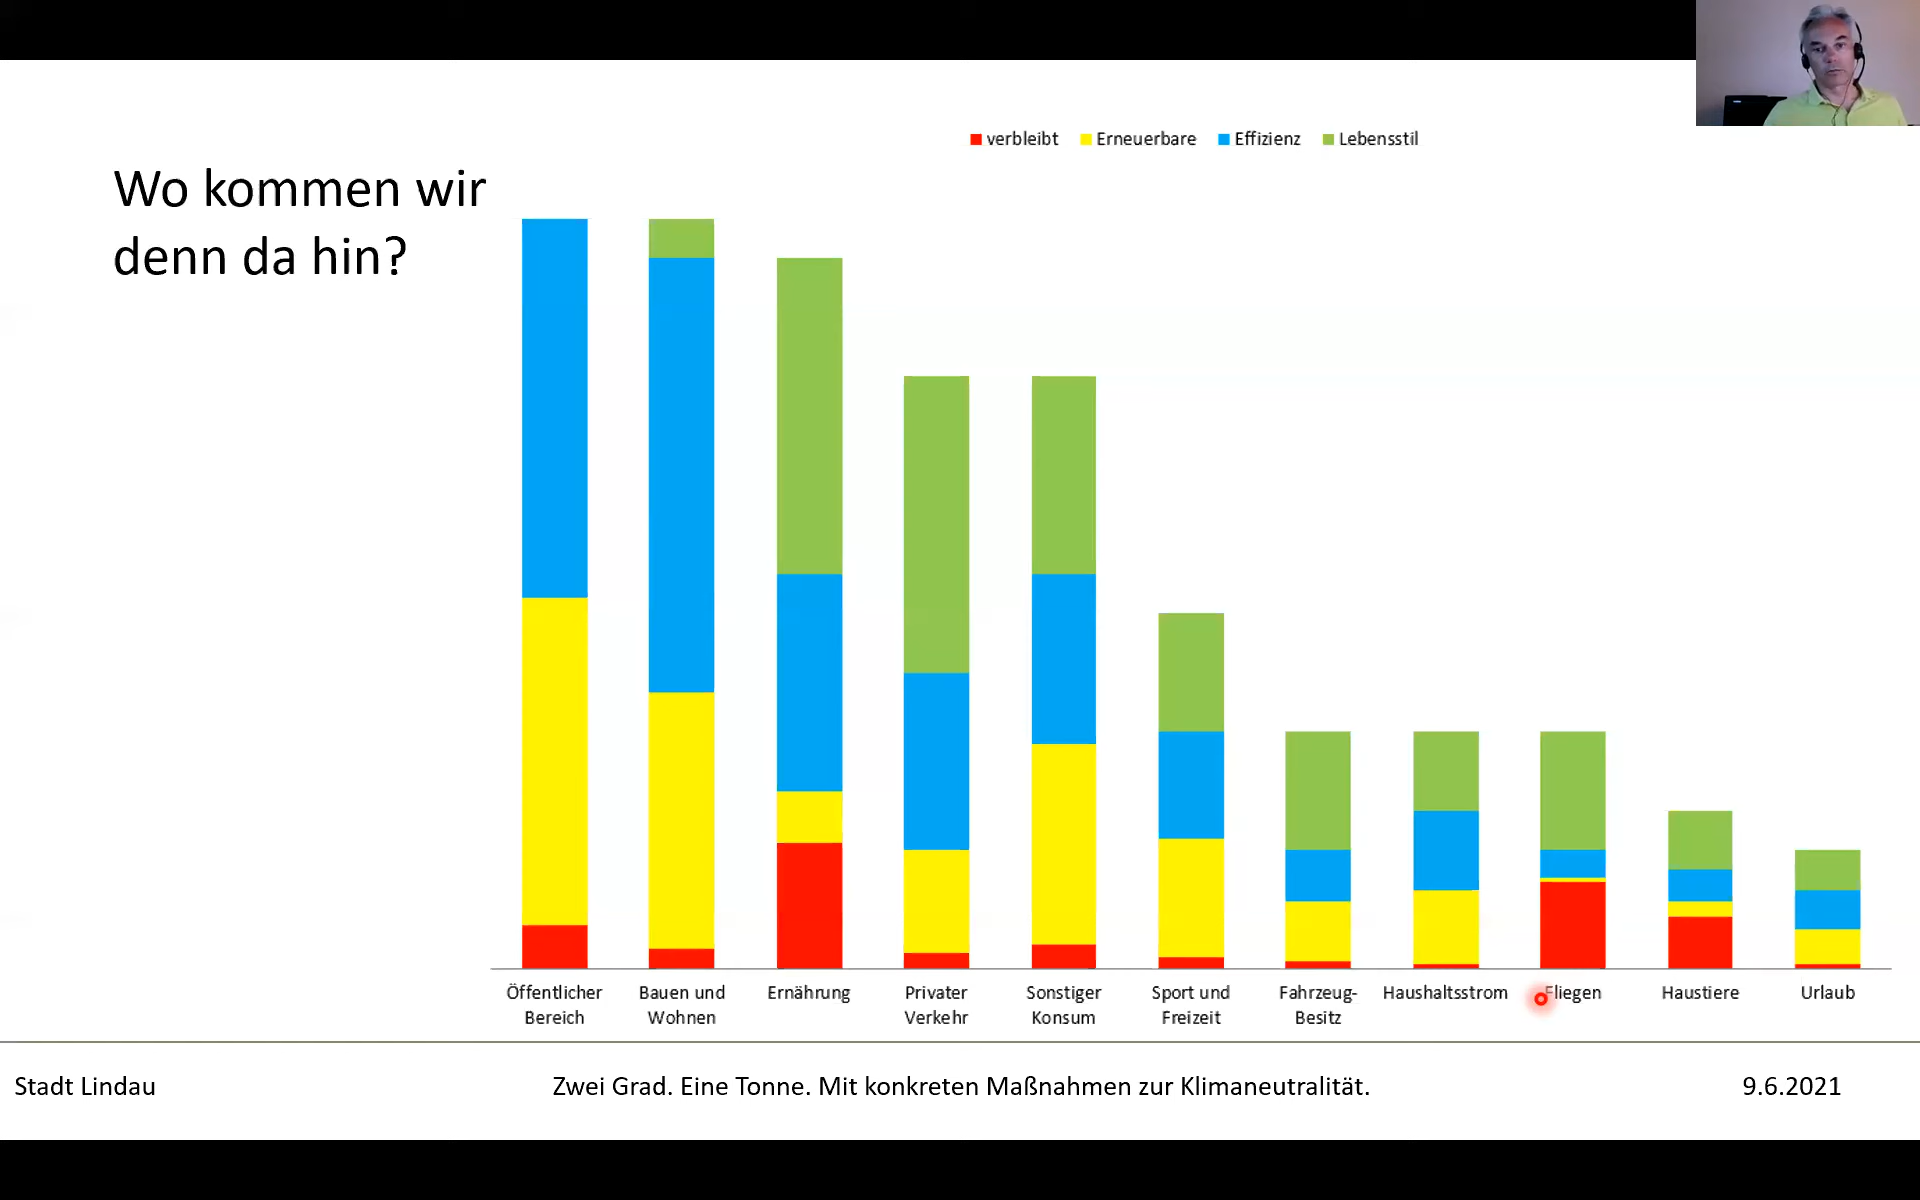 verbleibt Erneuerbare Effizienz Lebensstil
Wo kommen wir
denn da hin?
Öffentlicher
Bereich
Bauen und
Wohnen
Ernährung
Privater
Verkehr
Sonstiger
Konsum
Sport und
Freizeit
Fahrzeug-
Besitz
Haushaltsstrom
Fliegen
Haustiere
Urlaub
Stadt Lindau
Zwei Grad. Eine Tonne. Mit konkreten Maßnahmen zur Klimaneutralität.
9.6.2021